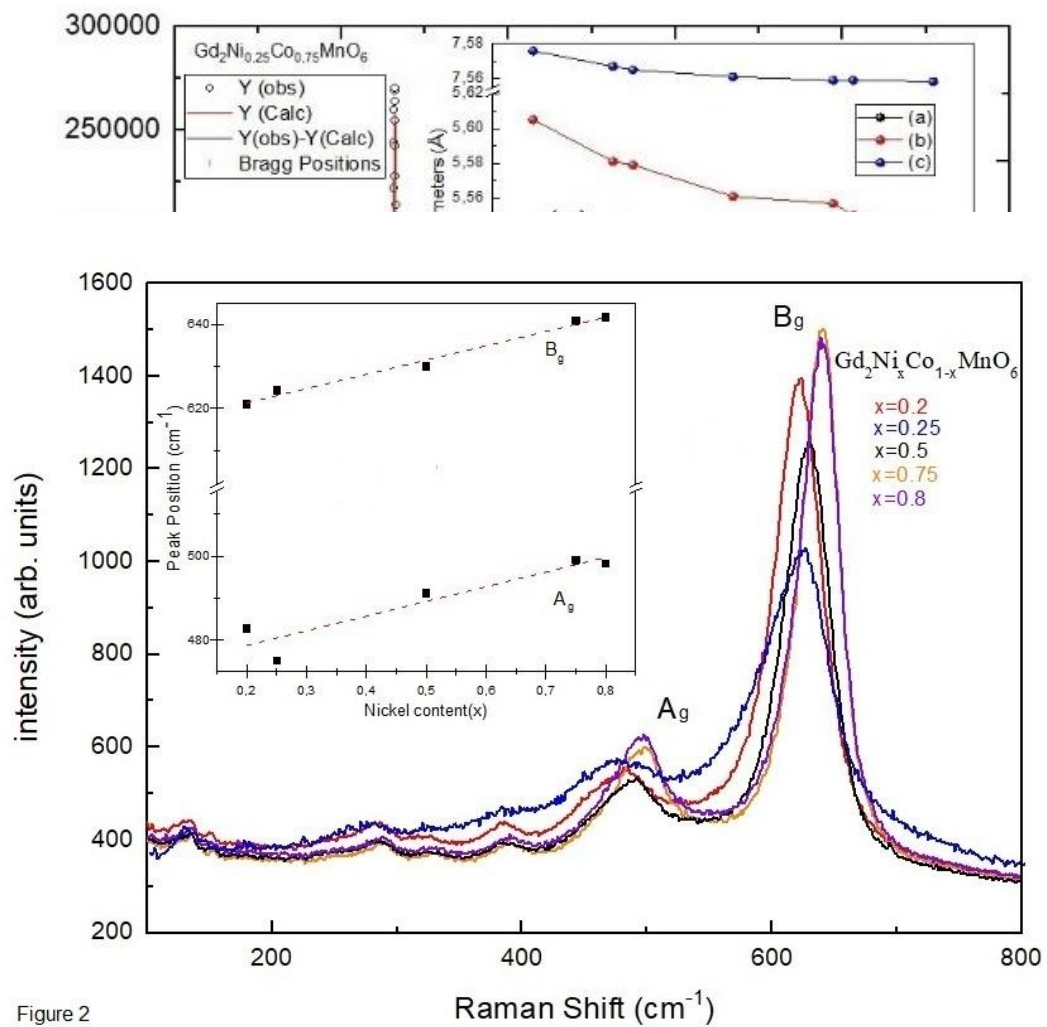 300000
250000
Gd₂Ni₀.₂₅Co₀.₇₅MnO₆
Y (obs)
Y (Calc)
Y(obs)-Y(Calc)
Bragg Positions
7,58
7,56
5,62
5,60
5,58
5,56
meters (Å)
(a)
(b)
(c)
1600
1400
1200
1000
800
600
400
200
intensity (arb. units)
640
620
500
480
Peak Position (cm⁻¹)
Bg
Ag
0,2 0,3 0,4 0,5 0,6 0,7 0,8
Nickel content(x)
Bg
Gd₂NiₓCo₁₋ₓMnO₆
x=0.2
x=0.25
x=0.5
x=0.75
x=0.8
Ag
200 400 600 800
Raman Shift (cm⁻¹)
Figure 2